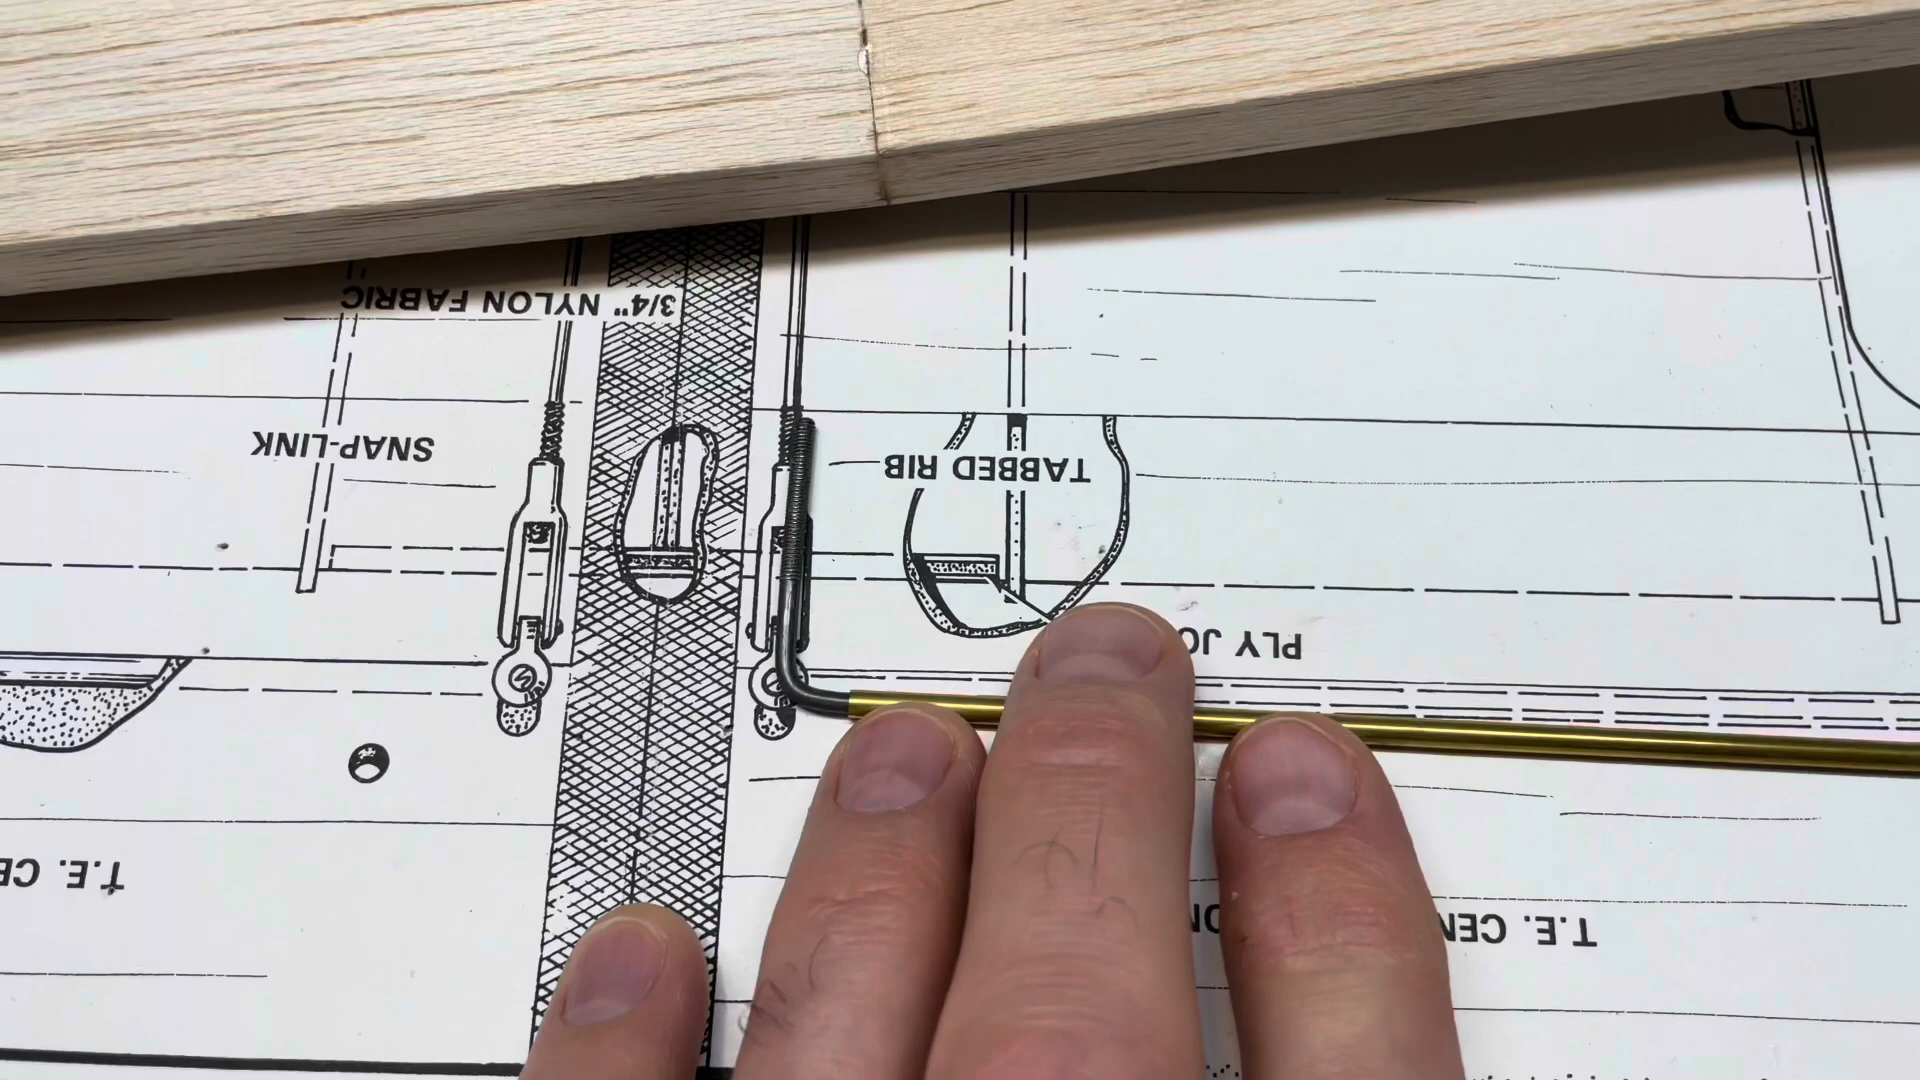 3/4" NYLON FABRIC
SNAP-LINK
TABBED RIB
PLY JO
T.E. CE
T.E. CEN